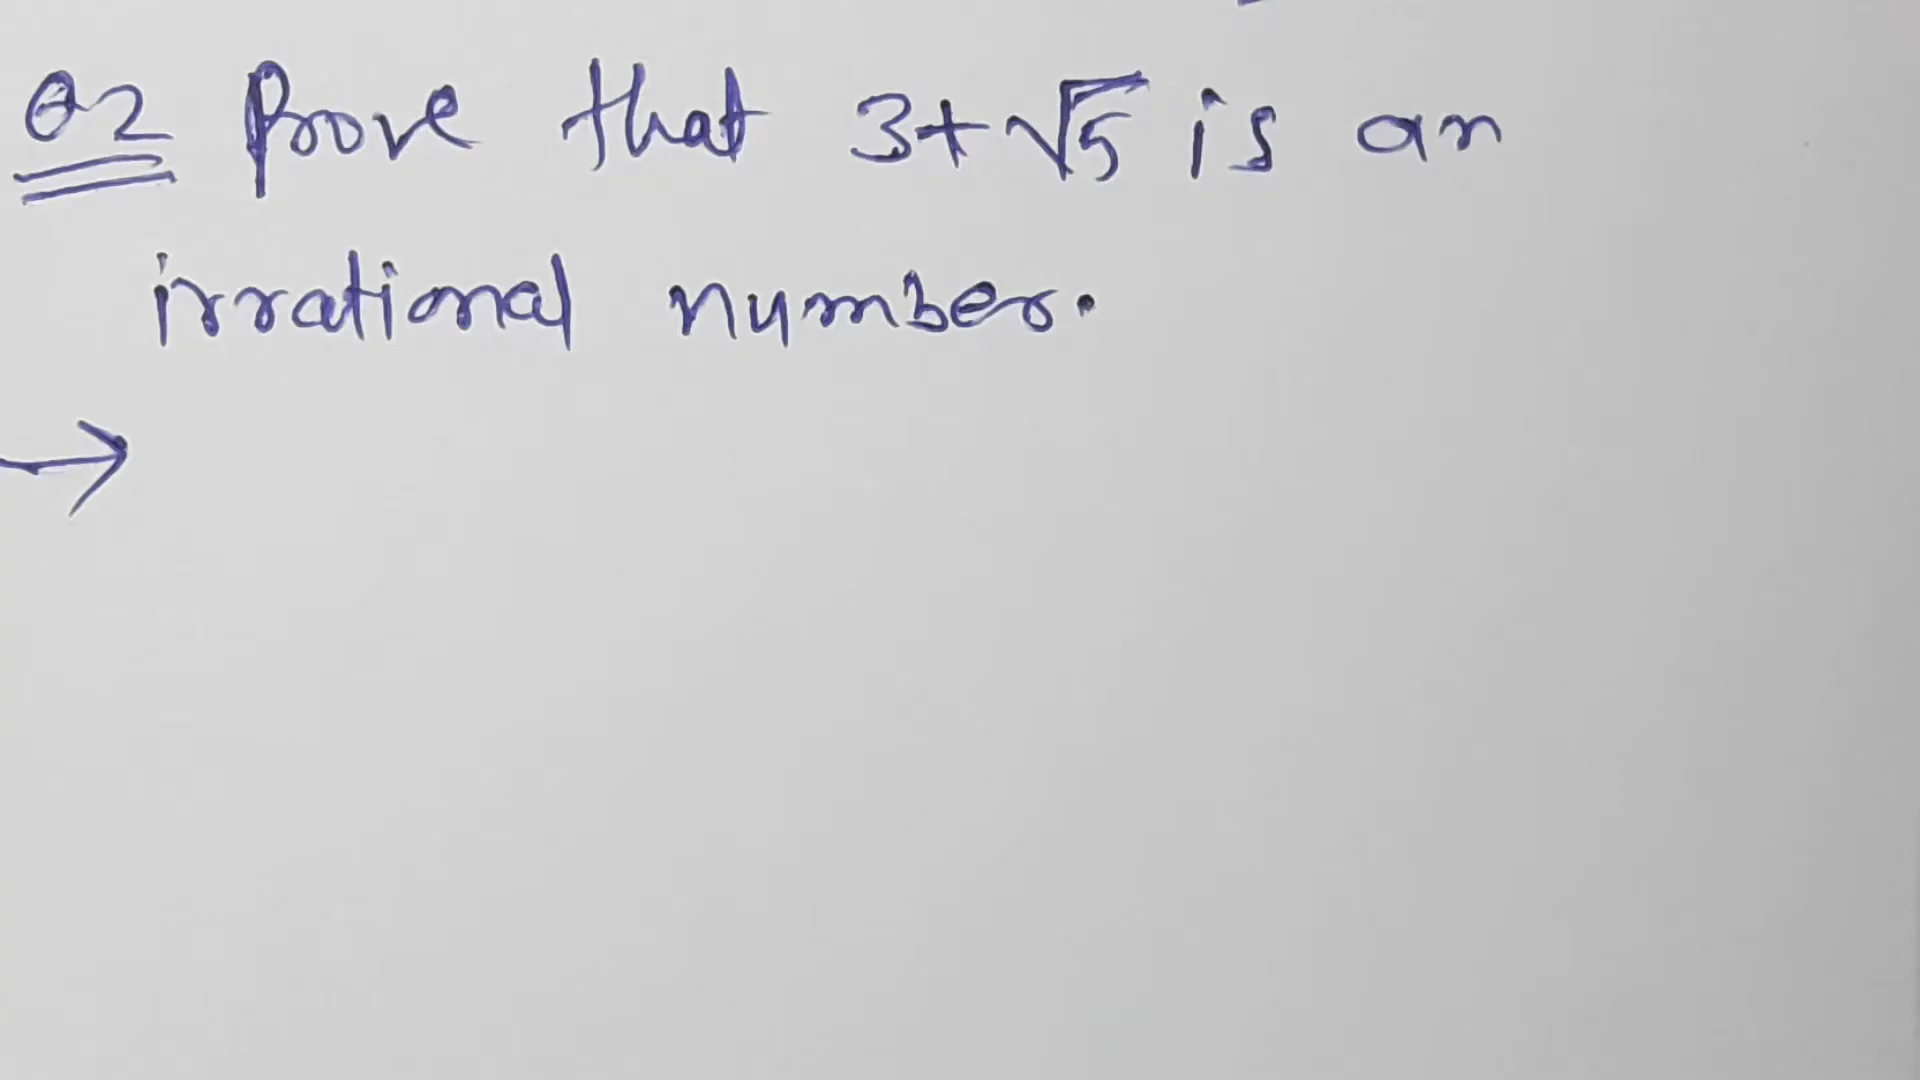 Q2 Prove that 3+√5 is an
irrational number.
→